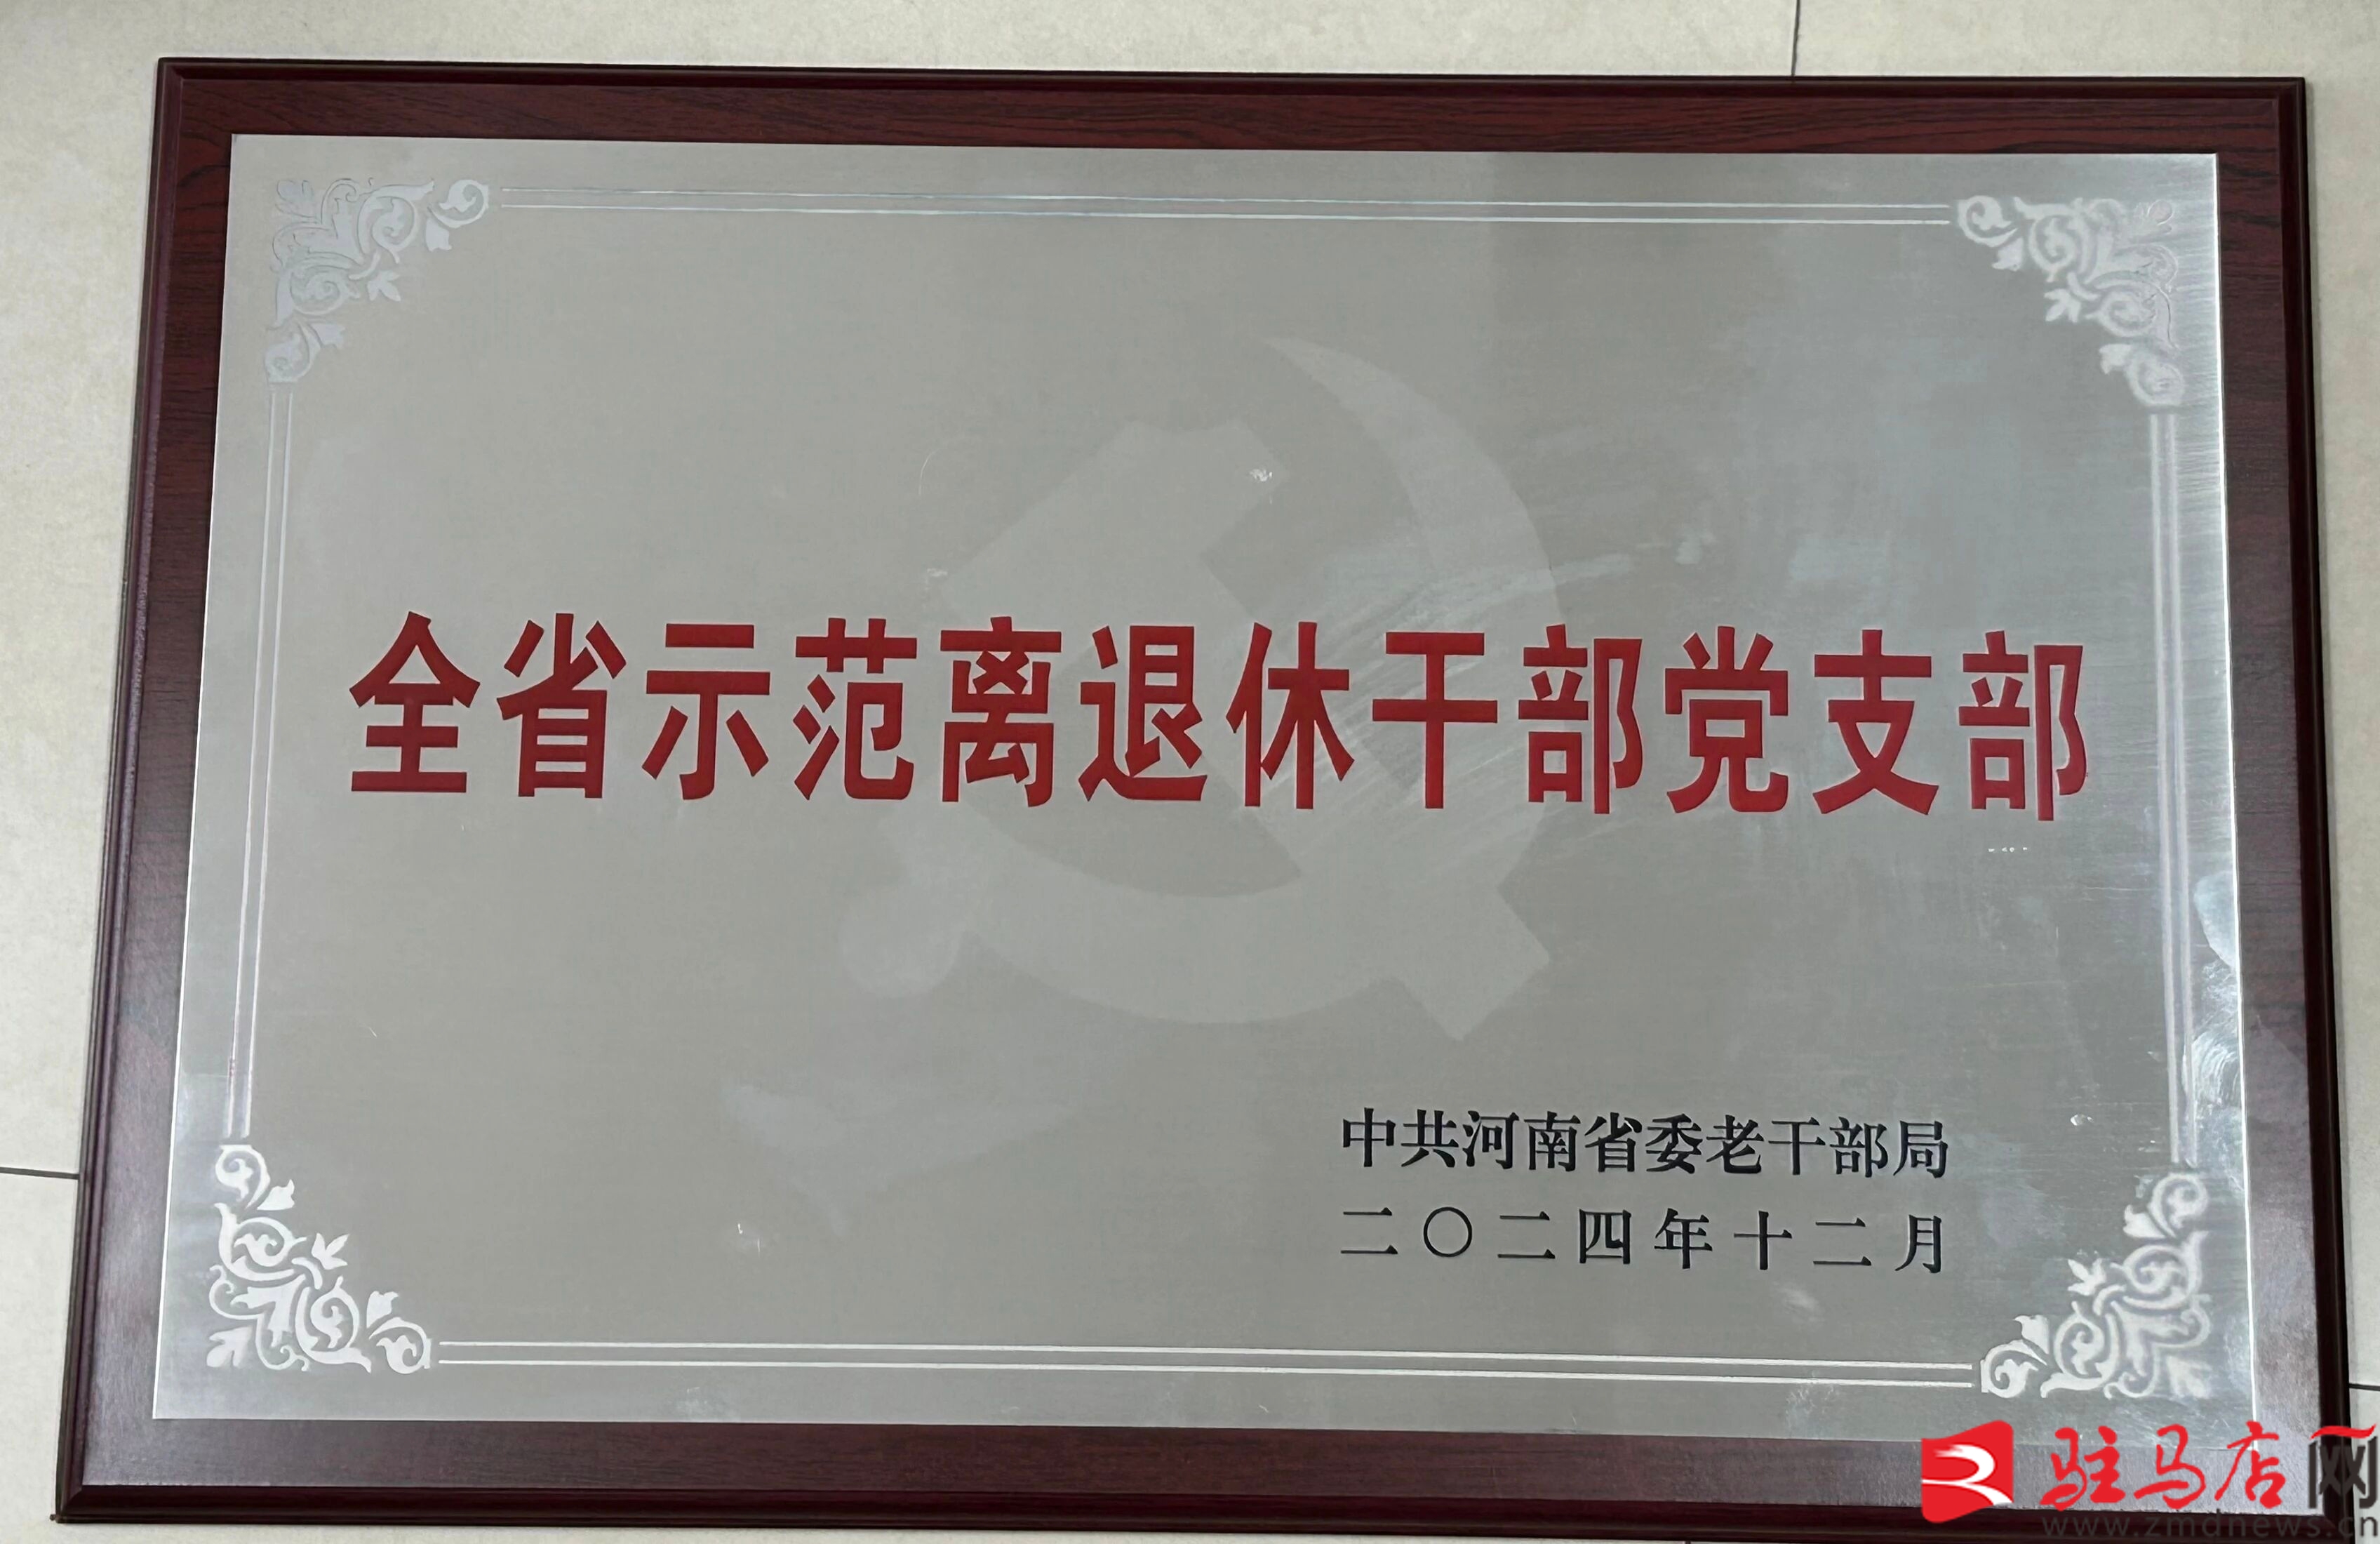 全省示范离退休干部党支部
中共河南省委老干部局
二〇二四年十二月
驻马店网
www.zmdnews.cn